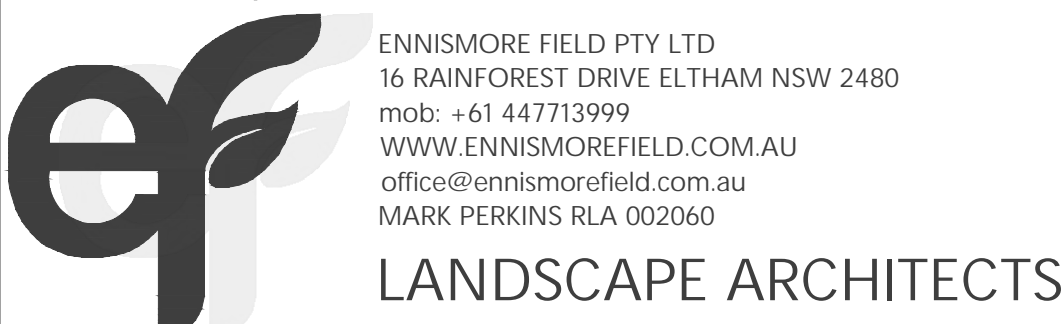 ef
ENNISMORE FIELD PTY LTD
16 RAINFOREST DRIVE ELTHAM NSW 2480
mob: +61 447713999
WWW.ENNISMOREFIELD.COM.AU
office@ennismorefield.com.au
MARK PERKINS RLA 002060
LANDSCAPE ARCHITECTS